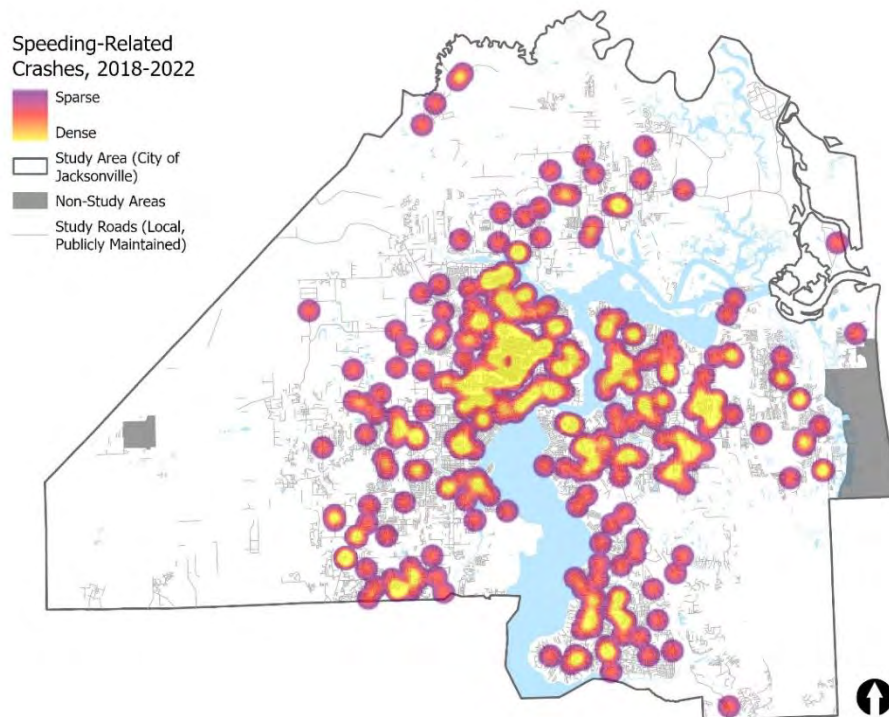 Speeding-Related
Crashes, 2018-2022
Sparse
Dense
Study Area (City of
Jacksonville)
Non-Study Areas
Study Roads (Local,
Publicly Maintained)